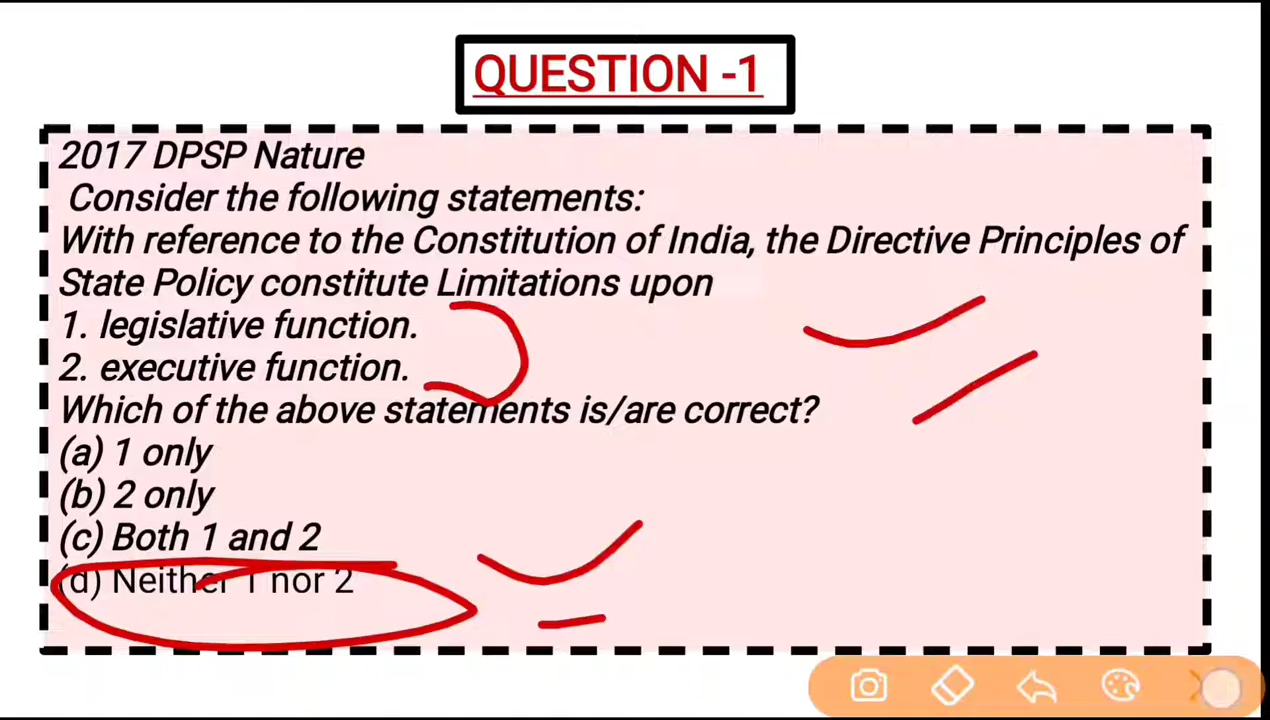 QUESTION -1
2017 DPSP Nature
Consider the following statements:
With reference to the Constitution of India, the Directive Principles of
State Policy constitute Limitations upon
1. legislative function.
2. executive function.
Which of the above statements is/are correct?
(a) 1 only
(b) 2 only
(c) Both 1 and 2
(d) Neither 1 nor 2